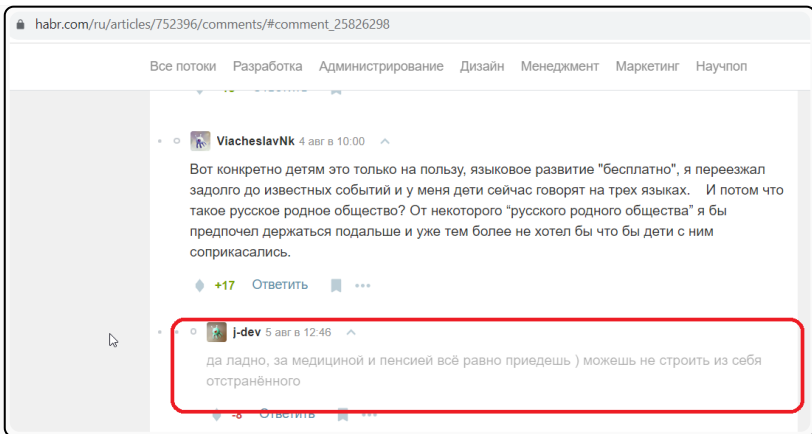 habr.com/ru/articles/752396/comments/#comment_25826298
Все потоки Разработка Администрирование Дизайн Менеджмент Маркетинг Научпоп
ViacheslavNk 4 авг в 10:00
Вот конкретно детям это только на пользу, языковое развитие "бесплатно", я переезжал
задолго до известных событий и у меня дети сейчас говорят на трех языках. И потом что
такое русское родное общество? От некоторого “русского родного общества” я бы
предпочел держаться подальше и уже тем более не хотел бы что бы дети с ним
соприкасались.
+17 Ответить
j-dev 5 авг в 12:46
да ладно, за медициной и пенсией всё равно приедешь ) можешь не строить из себя
отстранённого
-8 Ответить